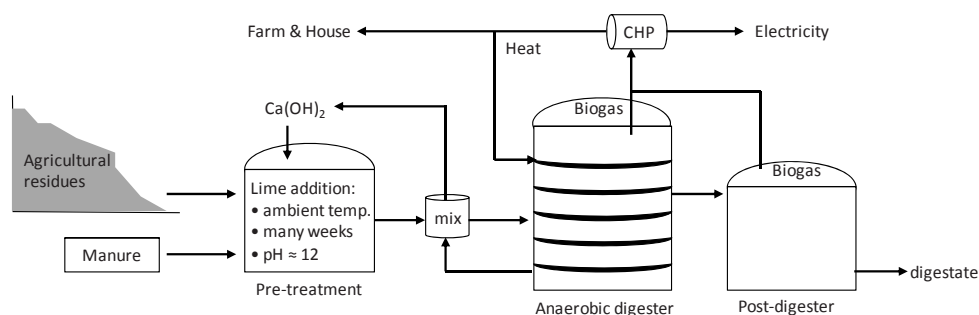 Farm & House
Heat
CHP
Electricity
Ca(OH)₂
Biogas
Agricultural
residues
Lime addition:
• ambient temp.
• many weeks
• pH ≈ 12
mix
Biogas
Manure
Pre-treatment
Anaerobic digester
Post-digester
digestate